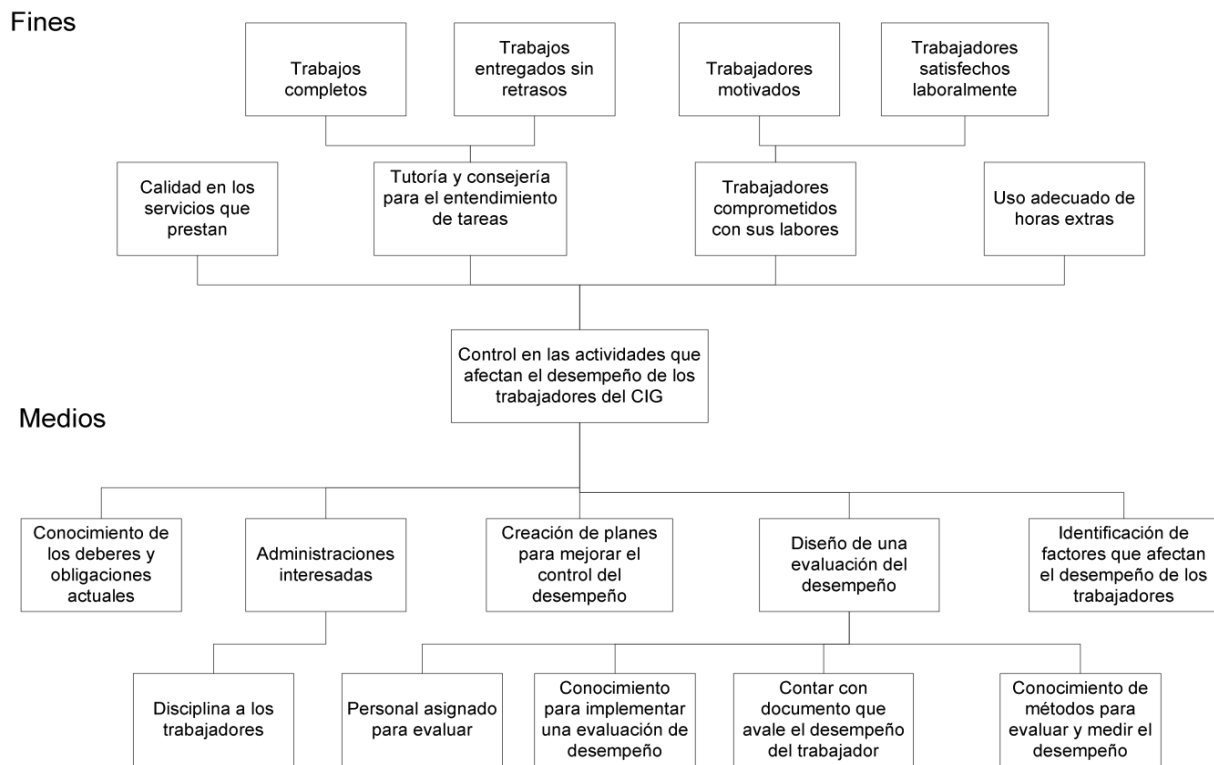 Fines
Trabajos
completos
Trabajos
entregados sin
retrasos
Trabajadores
motivados
Trabajadores
satisfechos
laboralmente
Calidad en los
servicios que
prestan
Tutoría y consejería
para el entendimiento
de tareas
Trabajadores
comprometidos
con sus labores
Uso adecuado de
horas extras
Control en las actividades que
afectan el desempeño de los
trabajadores del CIG
Medios
Conocimiento de
los deberes y
obligaciones
actuales
Administraciones
interesadas
Creación de planes
para mejorar el
control del
desempeño
Diseño de una
evaluación del
desempeño
Identificación de
factores que afectan
el desempeño de los
trabajadores
Disciplina a los
trabajadores
Personal asignado
para evaluar
Conocimiento
para implementar
una evaluación de
desempeño
Contar con
documento que
avale el desempeño
del trabajador
Conocimiento de
métodos para
evaluar y medir el
desempeño